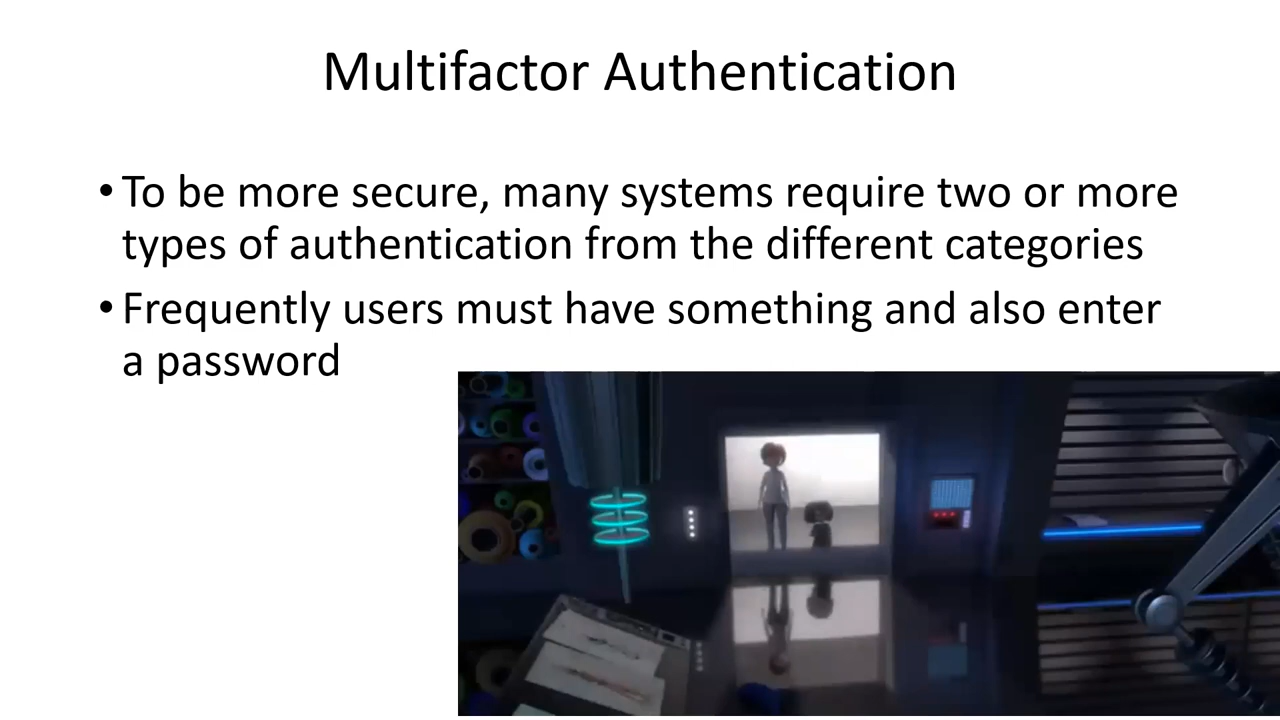 Multifactor Authentication
• To be more secure, many systems require two or more
types of authentication from the different categories
• Frequently users must have something and also enter
a password